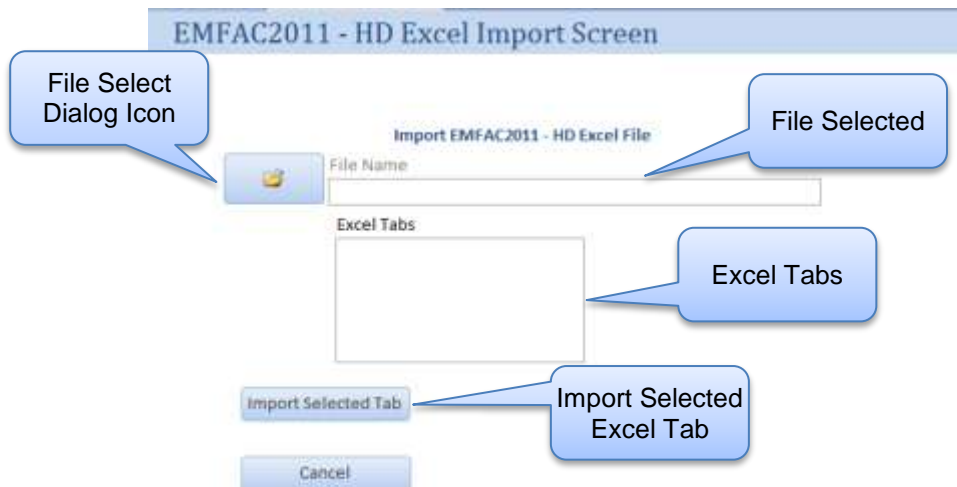 EMFAC2011 - HD Excel Import Screen
File Select
Dialog Icon
File Selected
Import EMFAC2011 - HD Excel File
File Name
Excel Tabs
Excel Tabs
Import Selected Tab
Import Selected
Excel Tab
Cancel